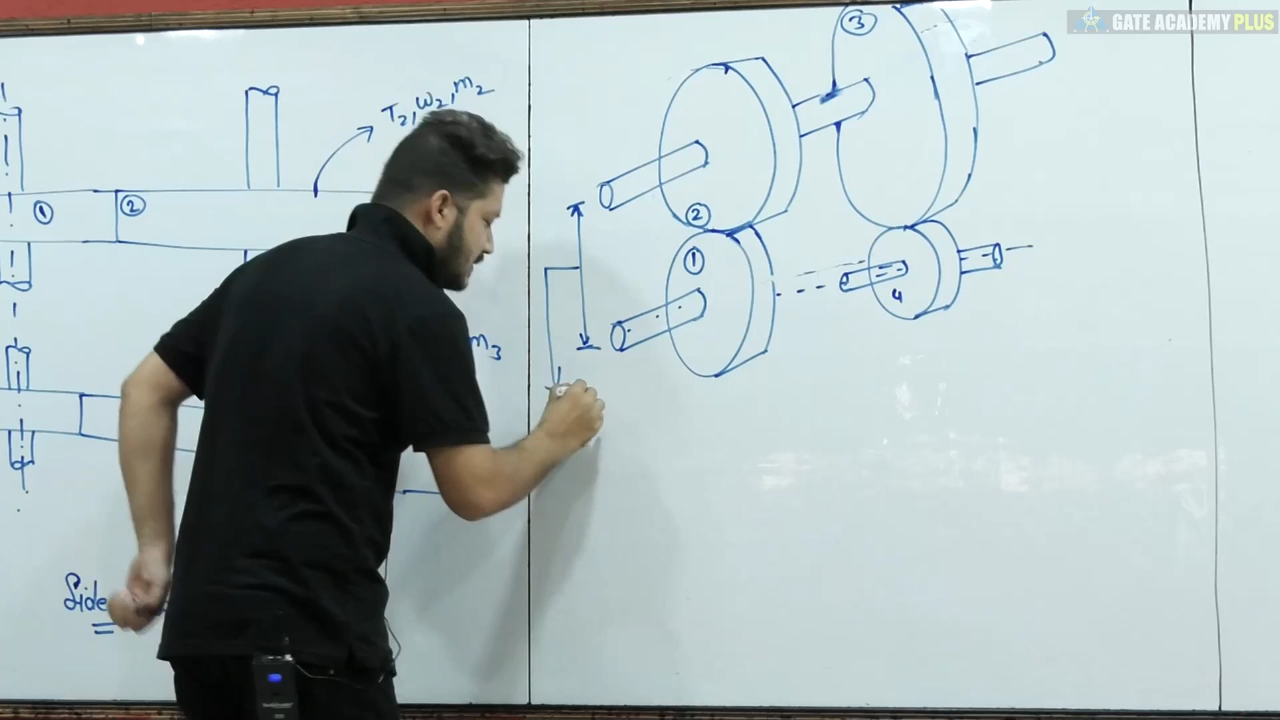 GATE ACADEMY PLUS
T₂, ω₂, m₂
① ②
m₃
Side
③
②
①
4